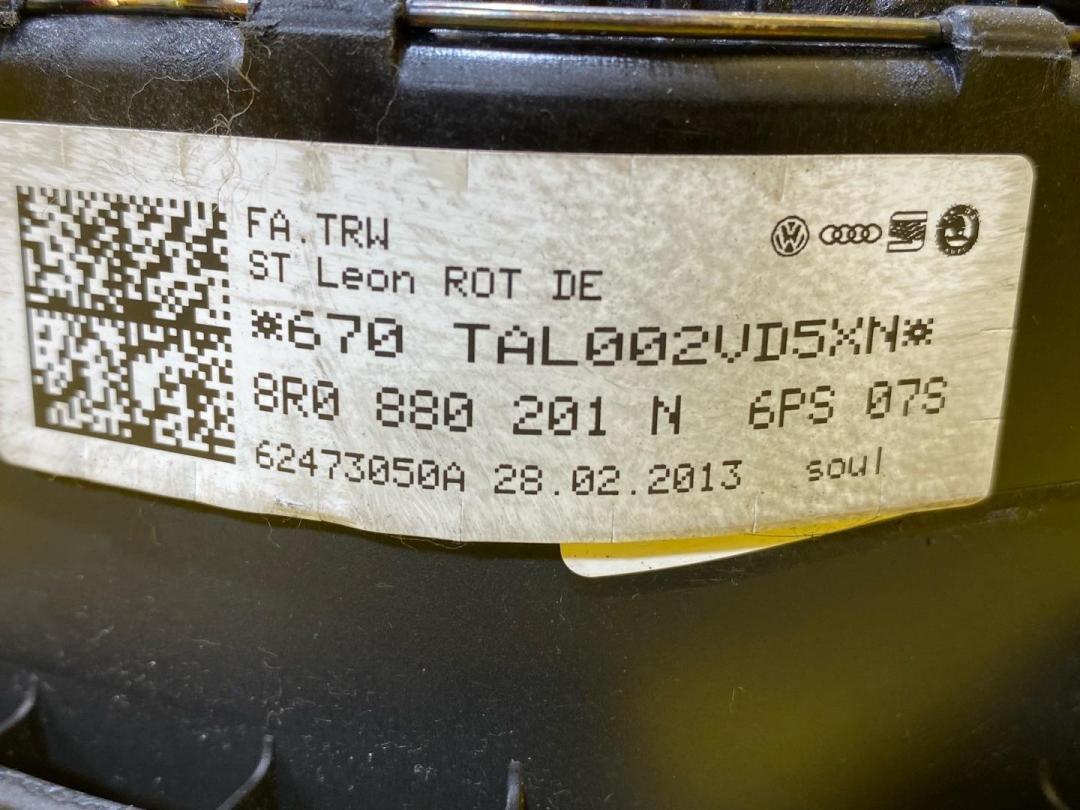 FA.TRW
ST Leon ROT DE
*670 TAL002VD5XN*
8R0 880 201 N 6PS 07S
62473050A 28.02.2013 soul